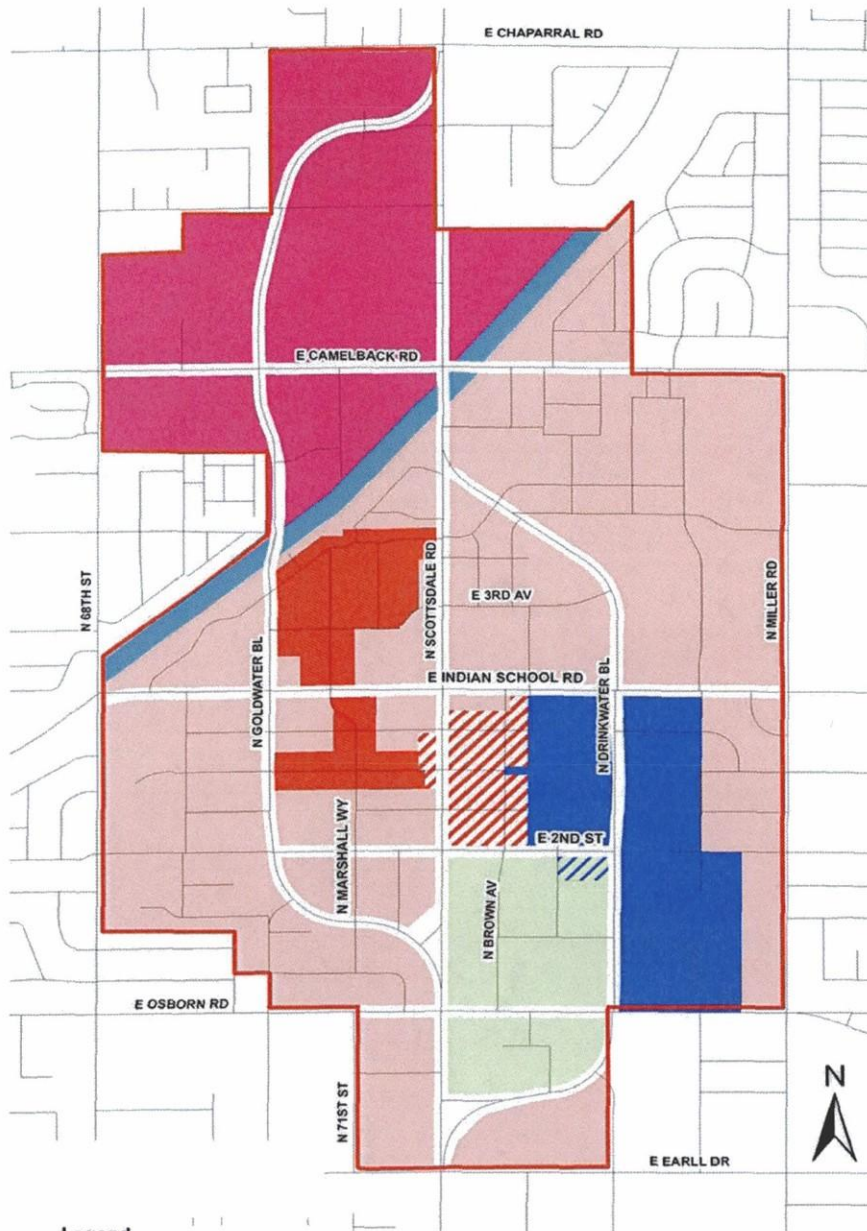 E CHAPARRAL RD
E CAMELBACK RD
N SCOTTSDALE RD
E 3RD AV
N 68TH ST
N GOLDWATER BL
N MILLER RD
E INDIAN SCHOOL RD
N DRINKWATER BL
N MARSHALL WY
E 2ND ST
N BROWN AV
E OSBORN RD
N 71ST ST
N
E EARLL DR